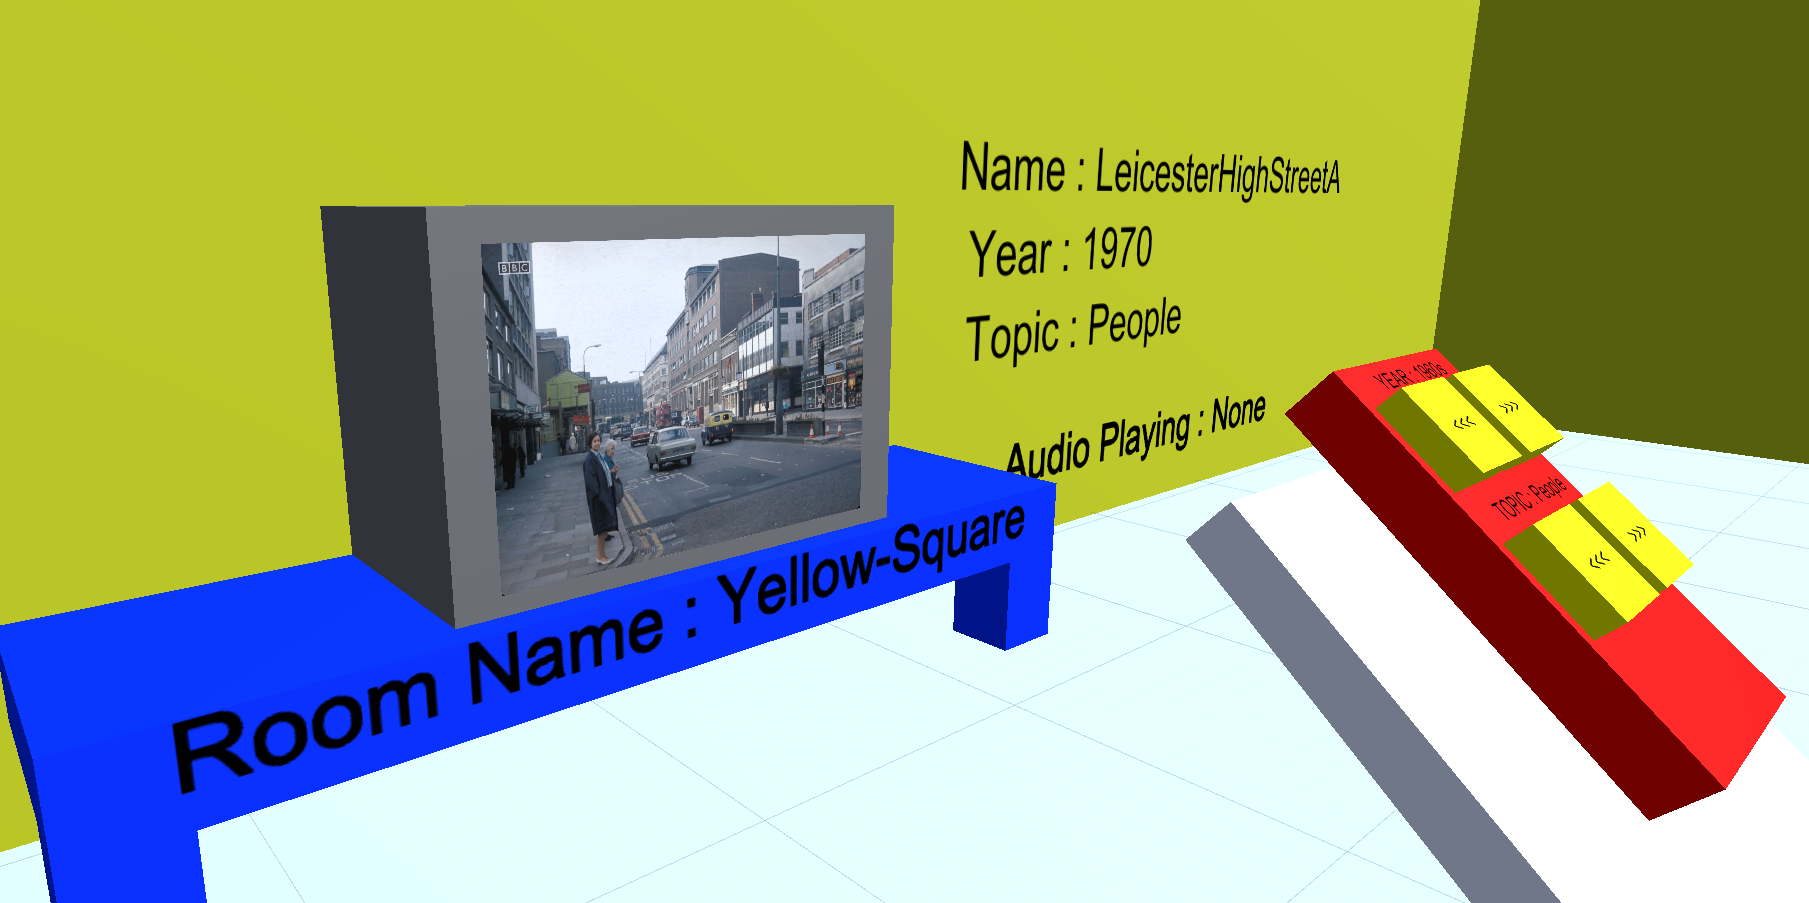 Name : LeicesterHighStreetA
Year : 1970
Topic : People
Audio Playing : None
BBC
Room Name : Yellow-Square
YEAR : 1960s
<<<
>>>
TOPIC : People
<<<
>>>